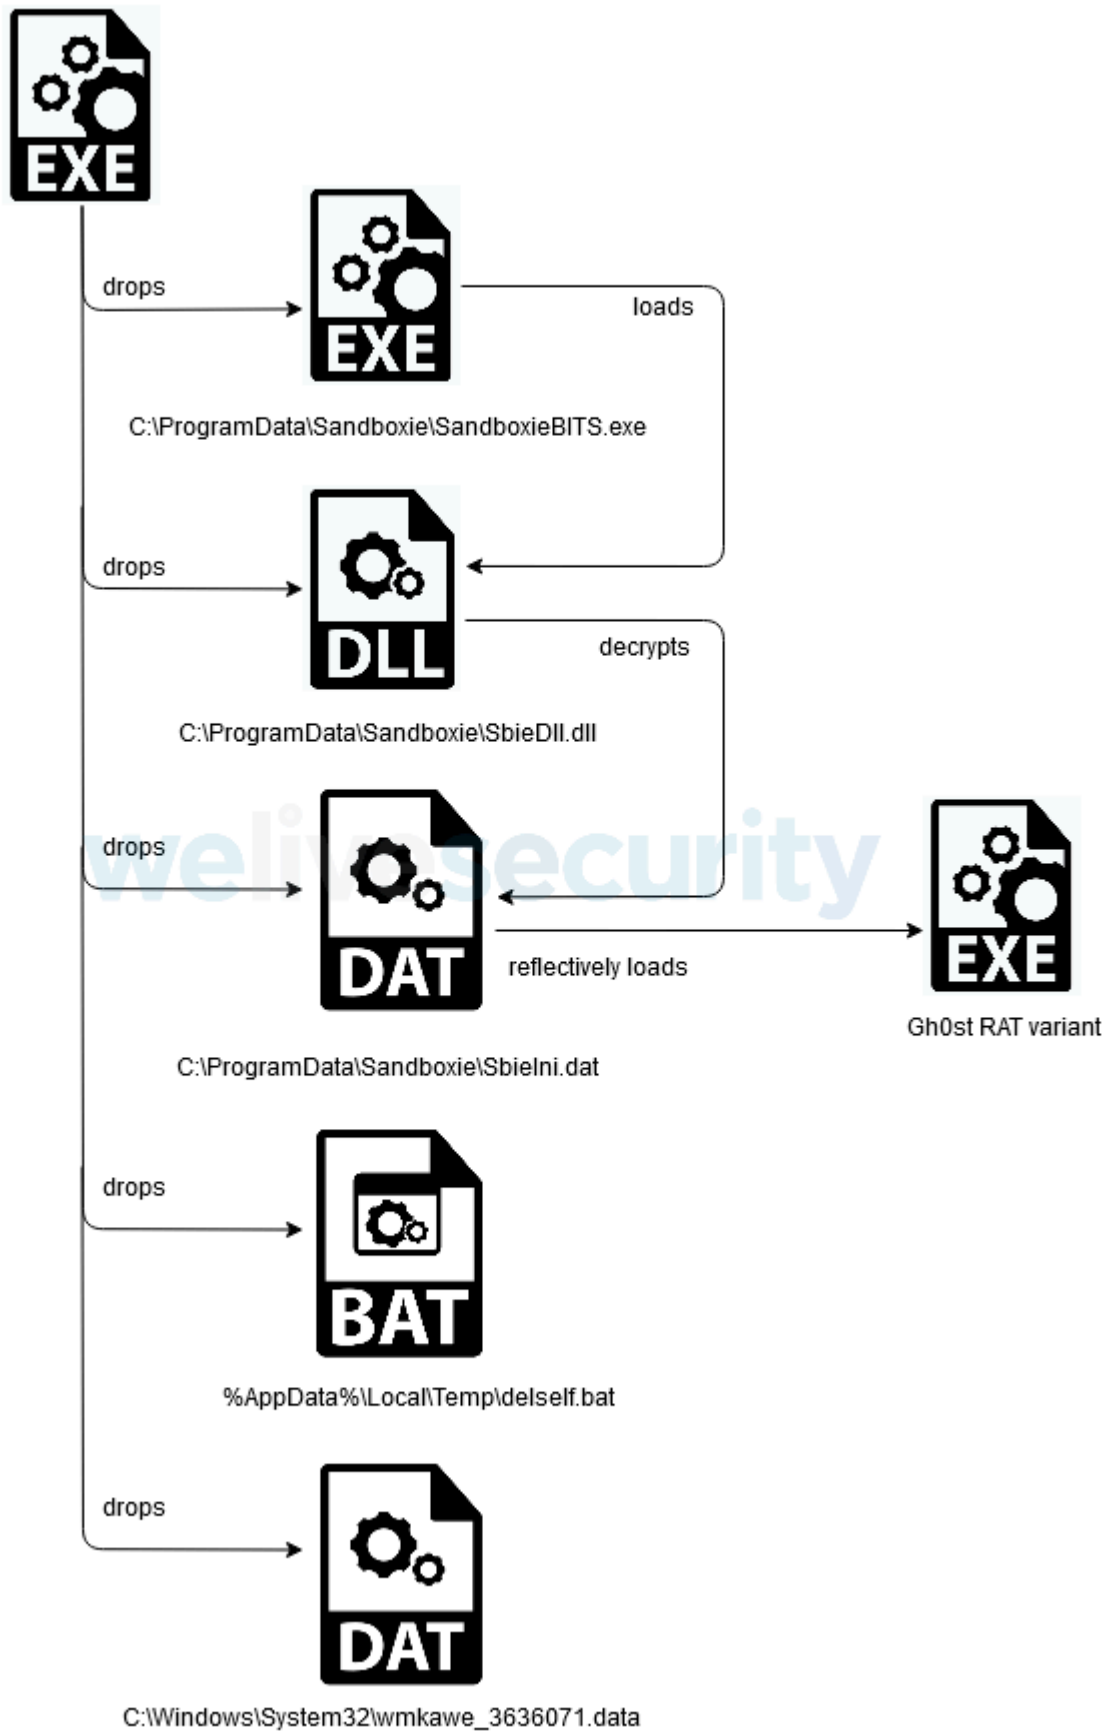 EXE
drops
EXE
loads
C:\ProgramData\Sandboxie\SandboxieBITS.exe
drops
DLL
decrypts
C:\ProgramData\Sandboxie\SbieDll.dll
drops
welivesecurity
DAT
reflectively loads
EXE
Gh0st RAT variant
C:\ProgramData\Sandboxie\SbieIni.dat
drops
BAT
%AppData%\Local\Temp\delself.bat
drops
DAT
C:\Windows\System32\wmkawe_3636071.data